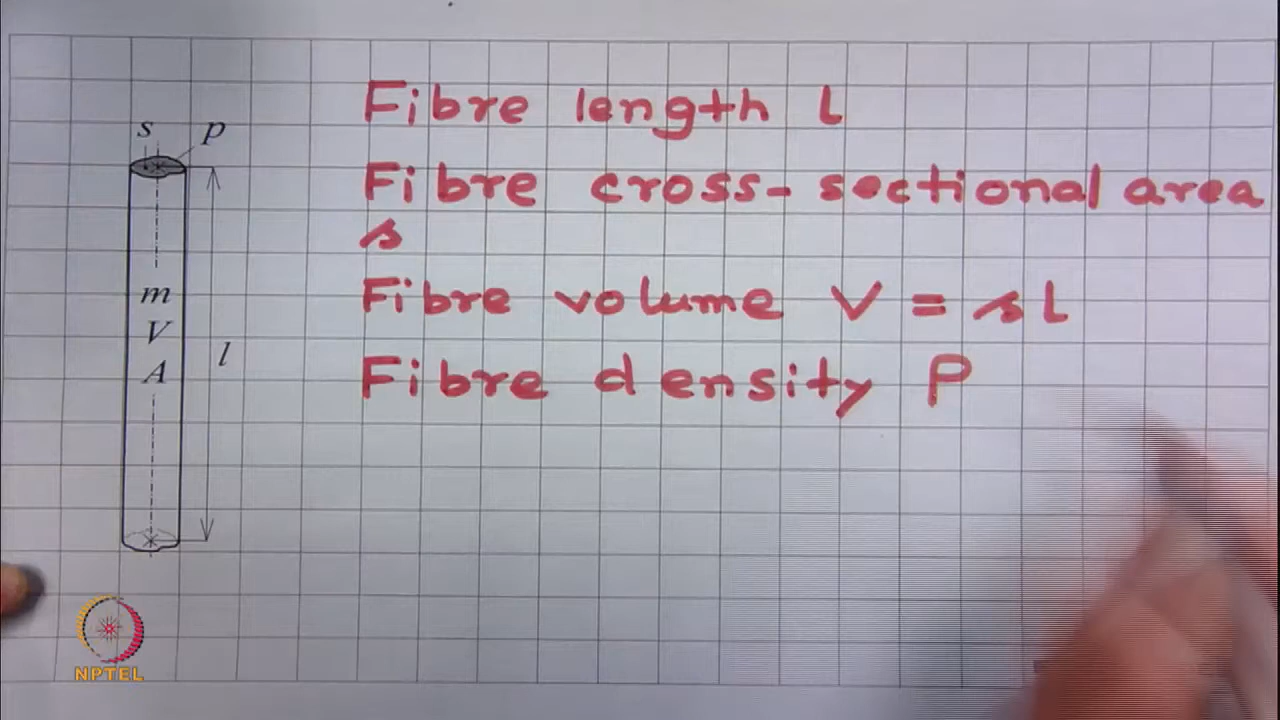 Fibre length l
Fibre cross-sectional area
s
Fibre volume V = sl
Fibre density ρ
s p
m
V
A
l
NPTEL